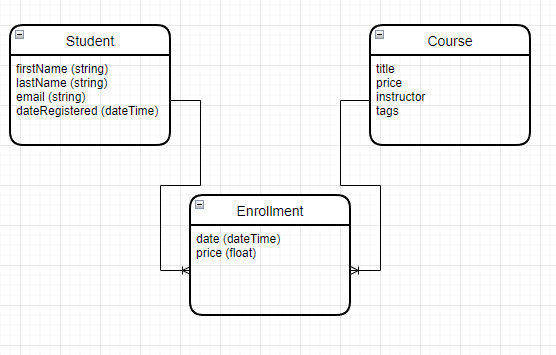 Student
firstName (string)
lastName (string)
email (string)
dateRegistered (dateTime)
Course
title
price
instructor
tags
Enrollment
date (dateTime)
price (float)